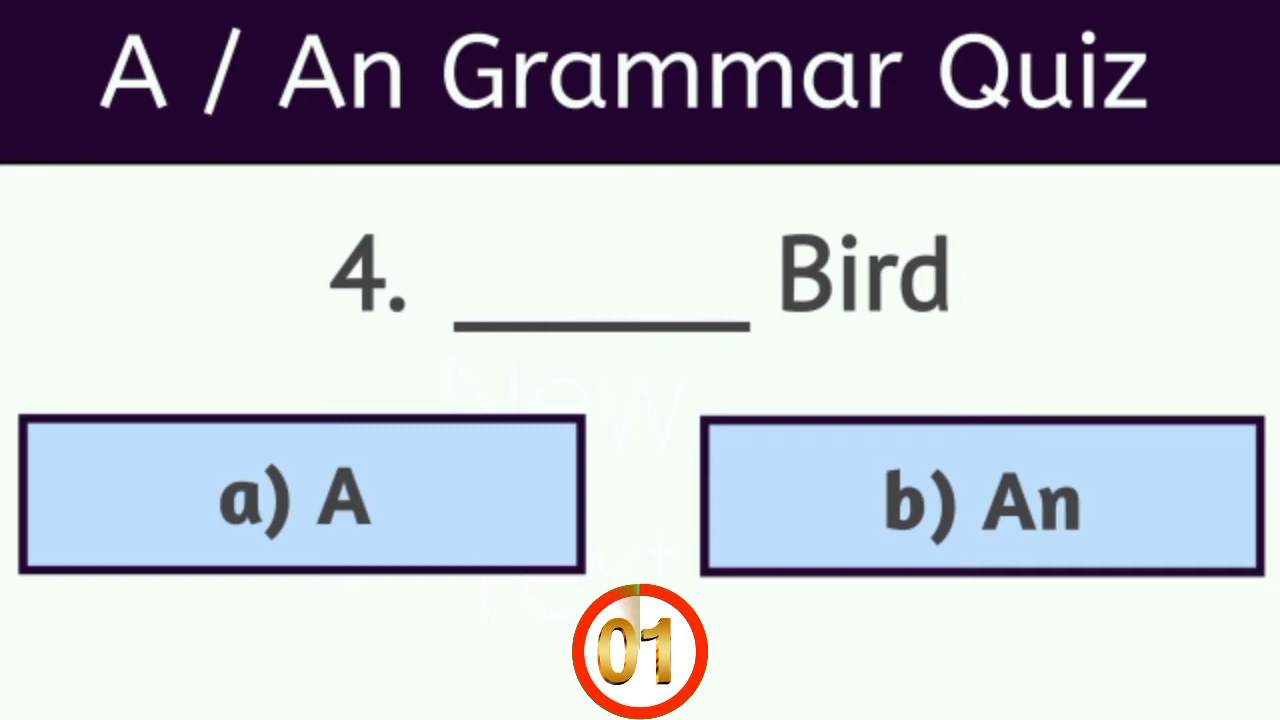 A / An Grammar Quiz
4. ______ Bird
a) A
b) An
01